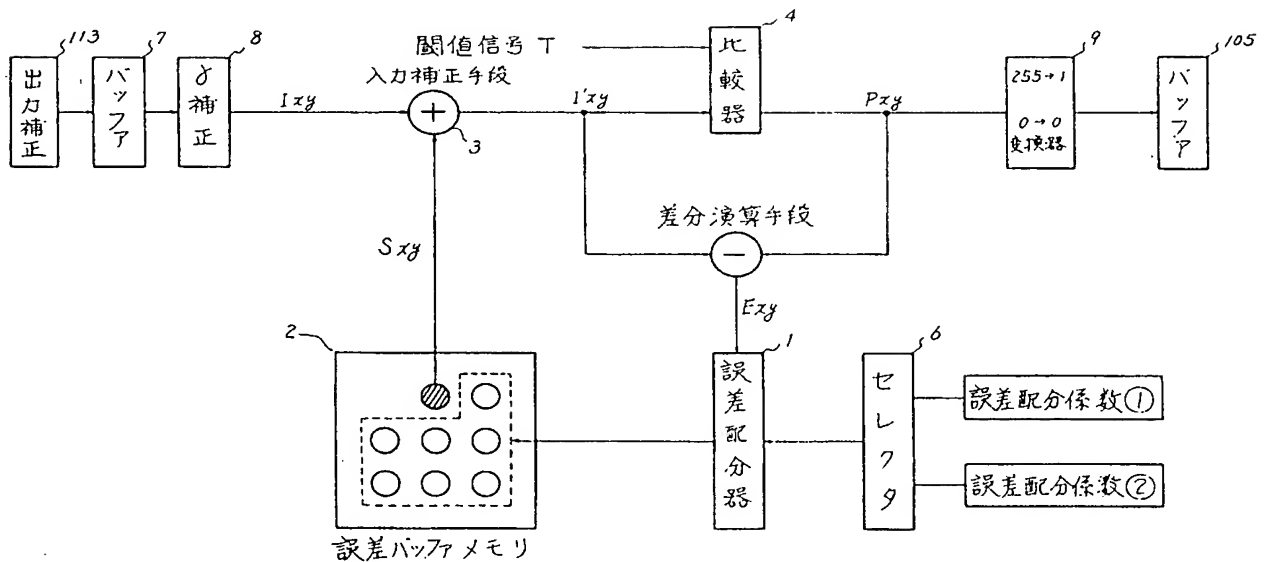 113
出力補正
7
バッファ
8
γ補正
Ixy
閾値信号 T
入力補正手段
+
3
I'xy
4
比較器
Pxy
9
255→1
0→0
変換器
105
バッファ
差分演算手段
−
Sxy
Exy
2
誤差バッファメモリ
1
誤差配分器
6
セレクタ
誤差配分係数①
誤差配分係数②